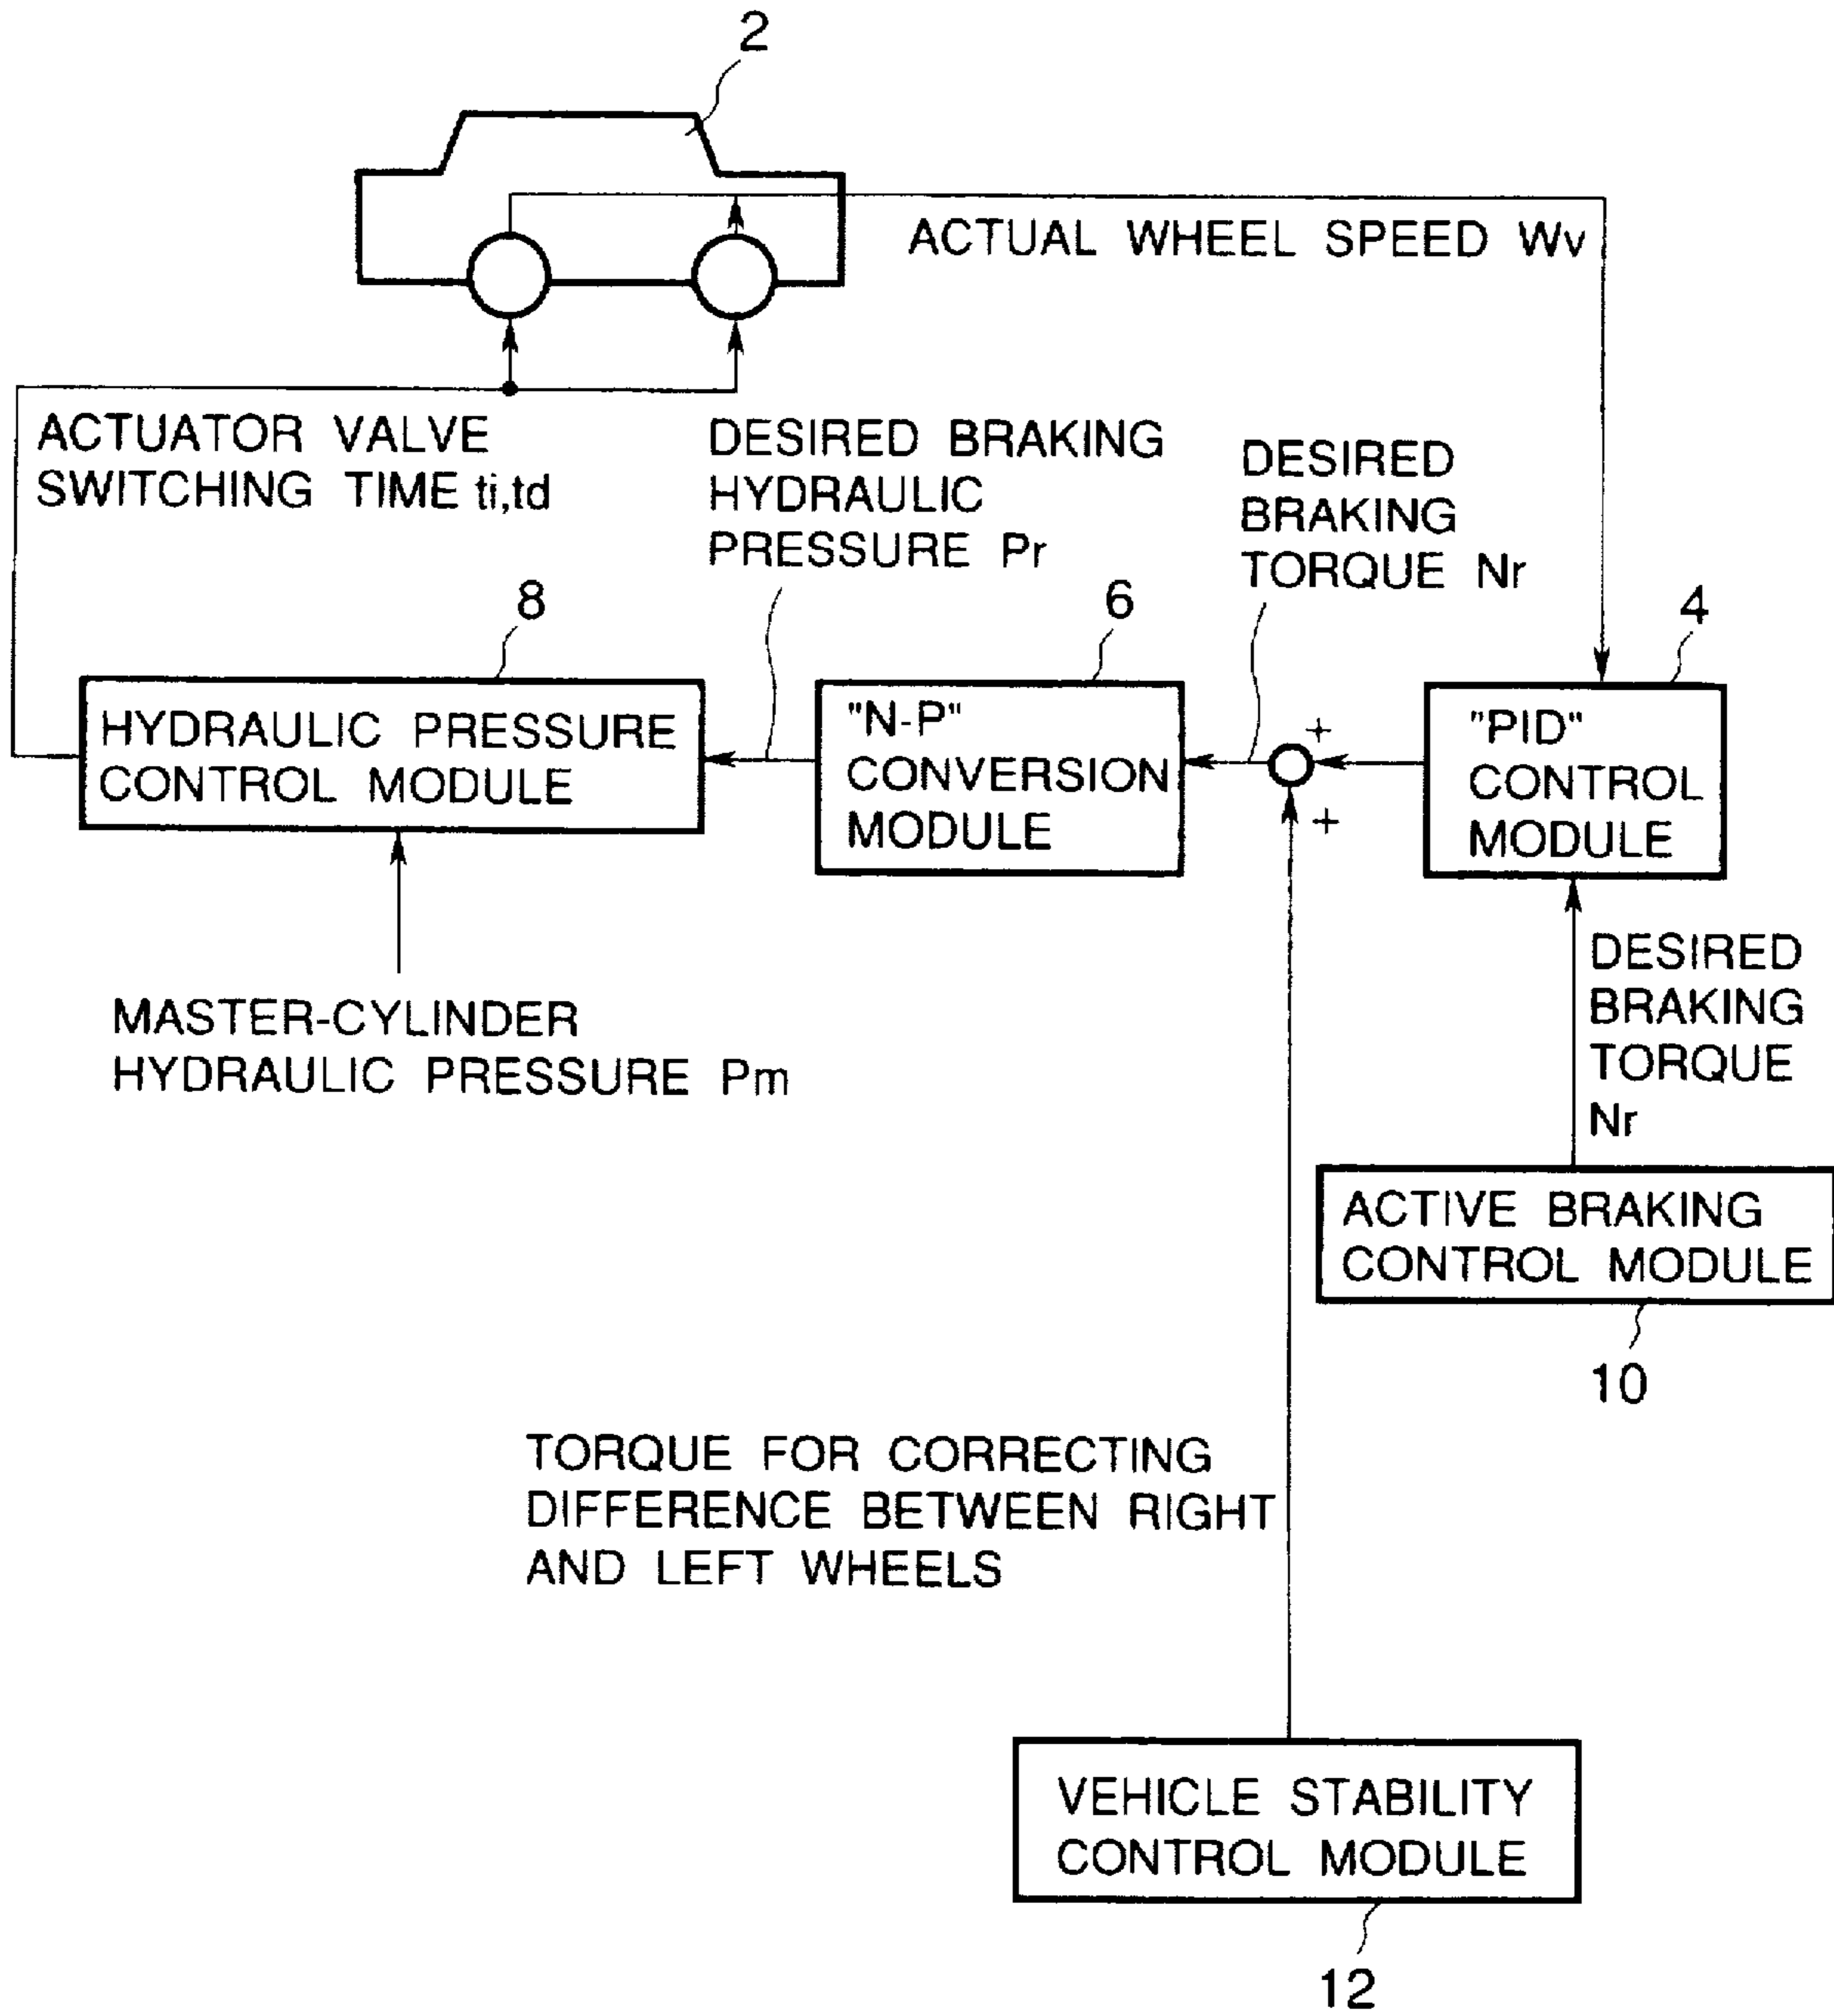 2
ACTUAL WHEEL SPEED Wv
ACTUATOR VALVE
SWITCHING TIME ti,td
DESIRED BRAKING
HYDRAULIC
PRESSURE Pr
DESIRED
BRAKING
TORQUE Nr
8
6
4
HYDRAULIC PRESSURE
CONTROL MODULE
"N-P"
CONVERSION
MODULE
+
+
"PID"
CONTROL
MODULE
MASTER-CYLINDER
HYDRAULIC PRESSURE Pm
DESIRED
BRAKING
TORQUE
Nr
ACTIVE BRAKING
CONTROL MODULE
10
TORQUE FOR CORRECTING
DIFFERENCE BETWEEN RIGHT
AND LEFT WHEELS
VEHICLE STABILITY
CONTROL MODULE
12